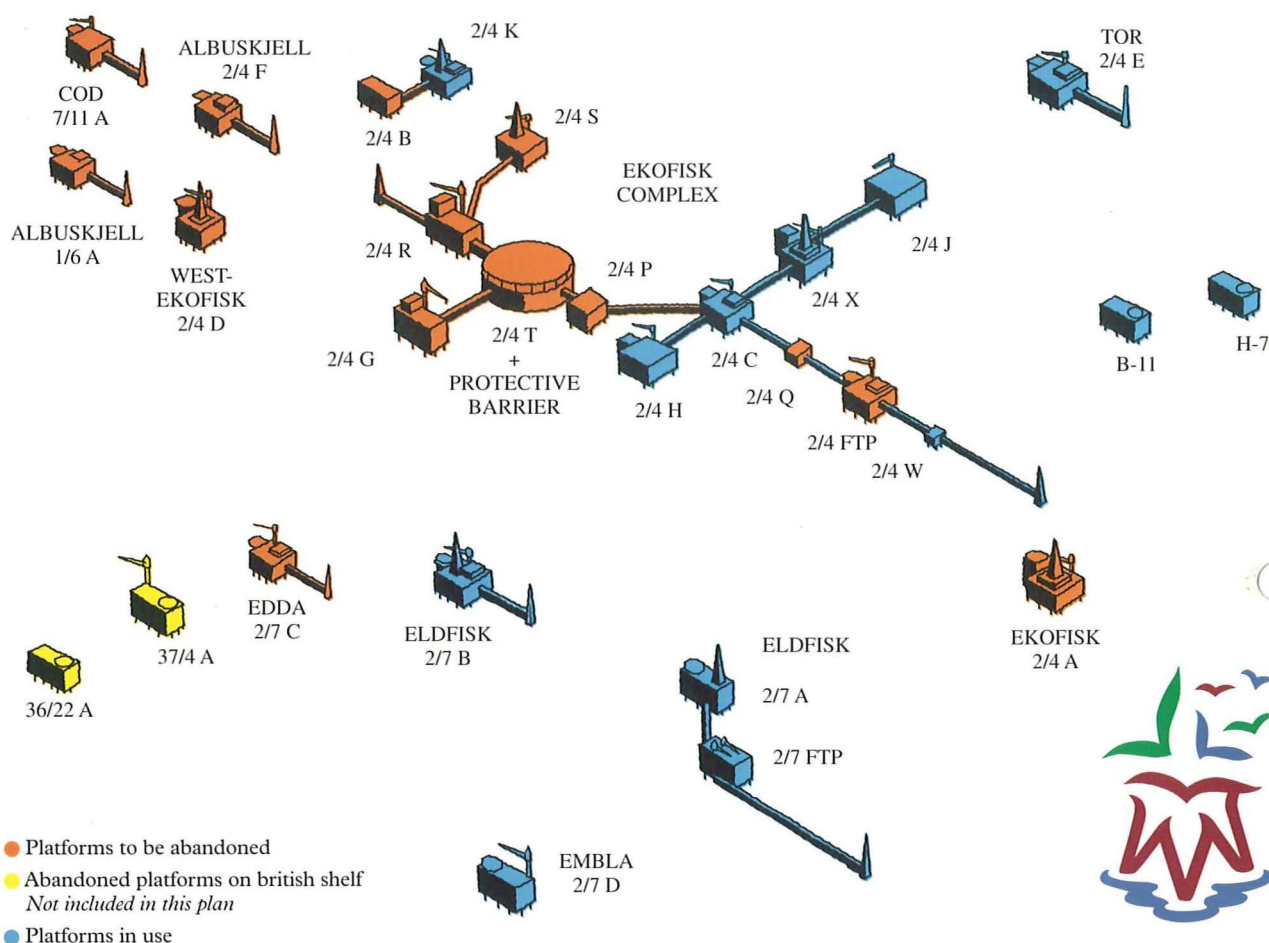 COD
7/11 A
ALBUSKJELL
2/4 F
2/4 K
2/4 B
2/4 S
TOR
2/4 E
ALBUSKJELL
1/6 A
WEST-
EKOFISK
2/4 D
EKOFISK
COMPLEX
2/4 R
2/4 P
2/4 J
2/4 X
2/4 G
2/4 T
+
PROTECTIVE
BARRIER
2/4 H
2/4 C
2/4 Q
2/4 FTP
2/4 W
B-11
H-7
36/22 A
37/4 A
EDDA
2/7 C
ELDFISK
2/7 B
ELDFISK
2/7 A
2/7 FTP
EKOFISK
2/4 A
EMBLA
2/7 D
Platforms to be abandoned
Abandoned platforms on british shelf
Not included in this plan
Platforms in use